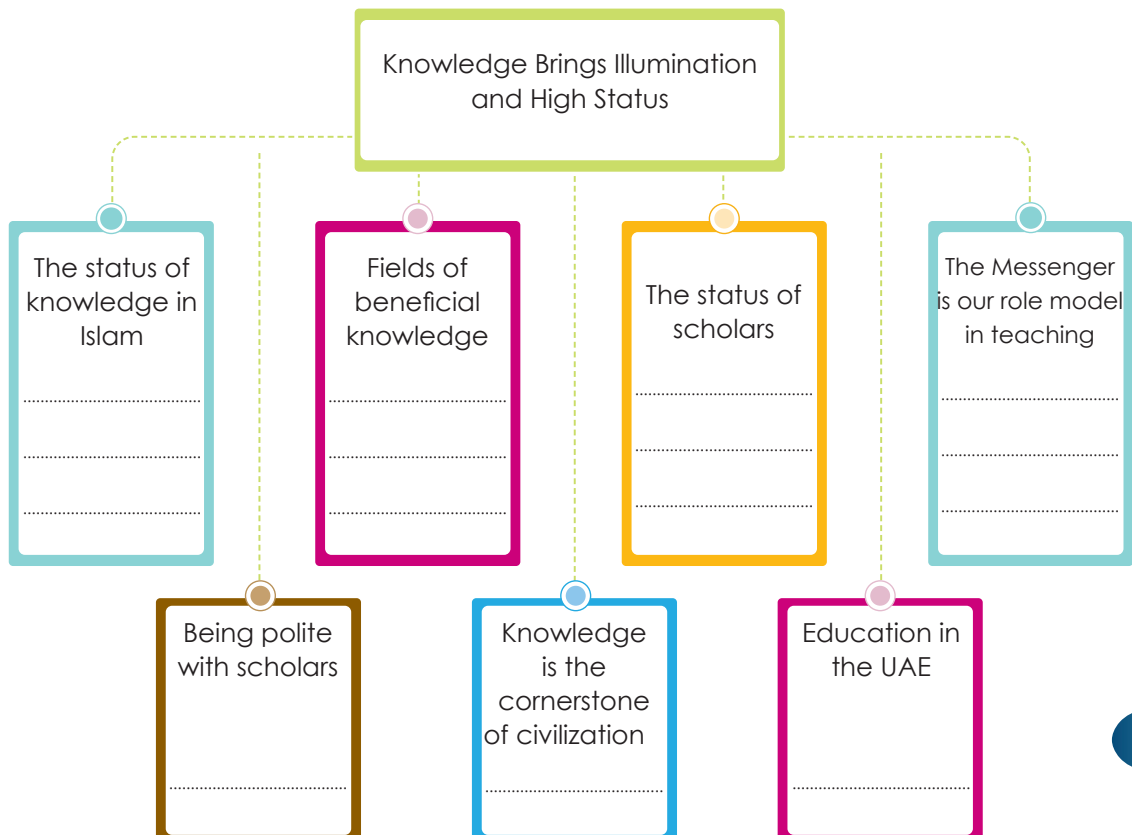 Knowledge Brings Illumination
and High Status
The status of
knowledge in
Islam
Fields of
beneficial
knowledge
The status of
scholars
The Messenger
is our role model
in teaching
Being polite
with scholars
Knowledge
is the
cornerstone
of civilization
Education in
the UAE